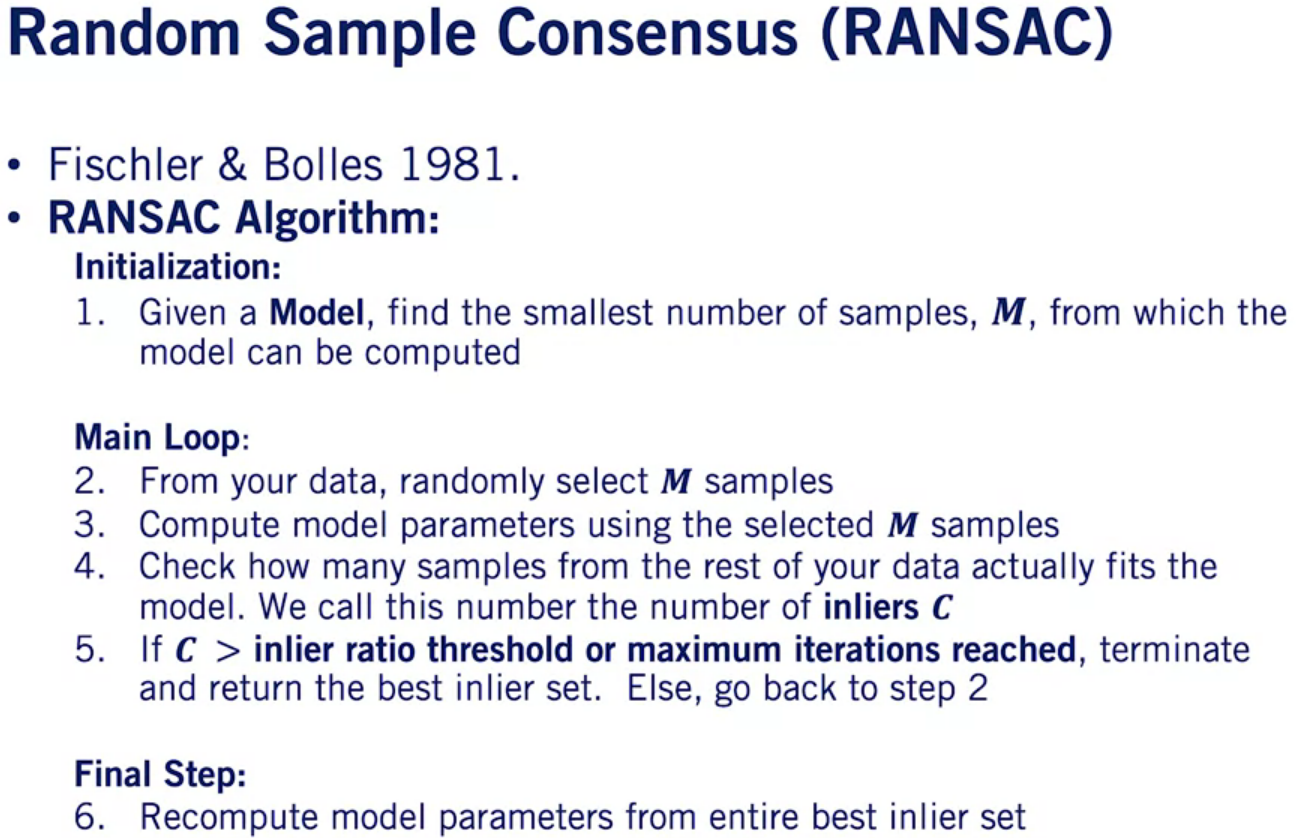 Random Sample Consensus (RANSAC)
• Fischler & Bolles 1981.
• RANSAC Algorithm:
Initialization:
1. Given a Model, find the smallest number of samples, M, from which the
model can be computed
Main Loop:
2. From your data, randomly select M samples
3. Compute model parameters using the selected M samples
4. Check how many samples from the rest of your data actually fits the
model. We call this number the number of inliers C
5. If C > inlier ratio threshold or maximum iterations reached, terminate
and return the best inlier set. Else, go back to step 2
Final Step:
6. Recompute model parameters from entire best inlier set